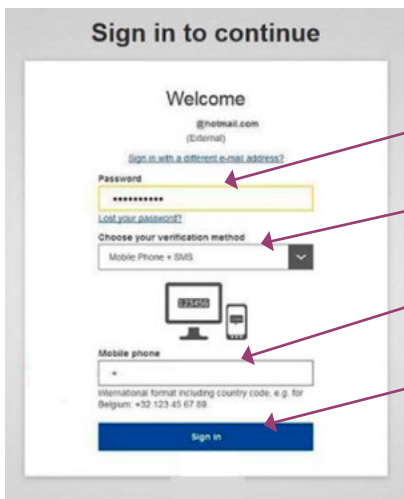 Sign in to continue
Welcome
@hotmail.com
(External)
Sign in with a different e-mail address?
Password
••••••••••
Lost your password?
Choose your verification method
Mobile Phone + SMS
123456
Mobile phone
+
International format including country code, e.g. for
Belgium: +32 123 45 67 89
Sign in